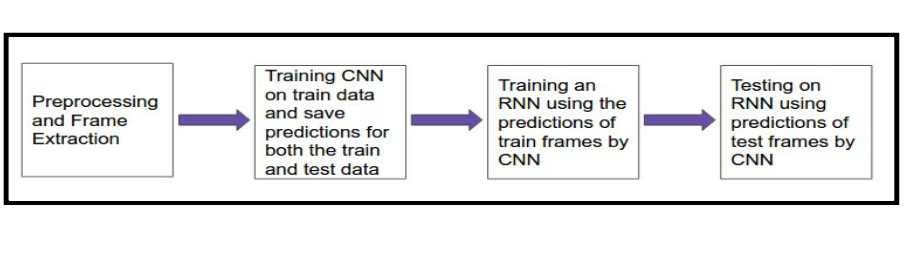 Preprocessing
and Frame
Extraction
Training CNN
on train data
and save
predictions for
both the train
and test data
Training an
RNN using the
predictions of
train frames by
CNN
Testing on
RNN using
predictions of
test frames by
CNN